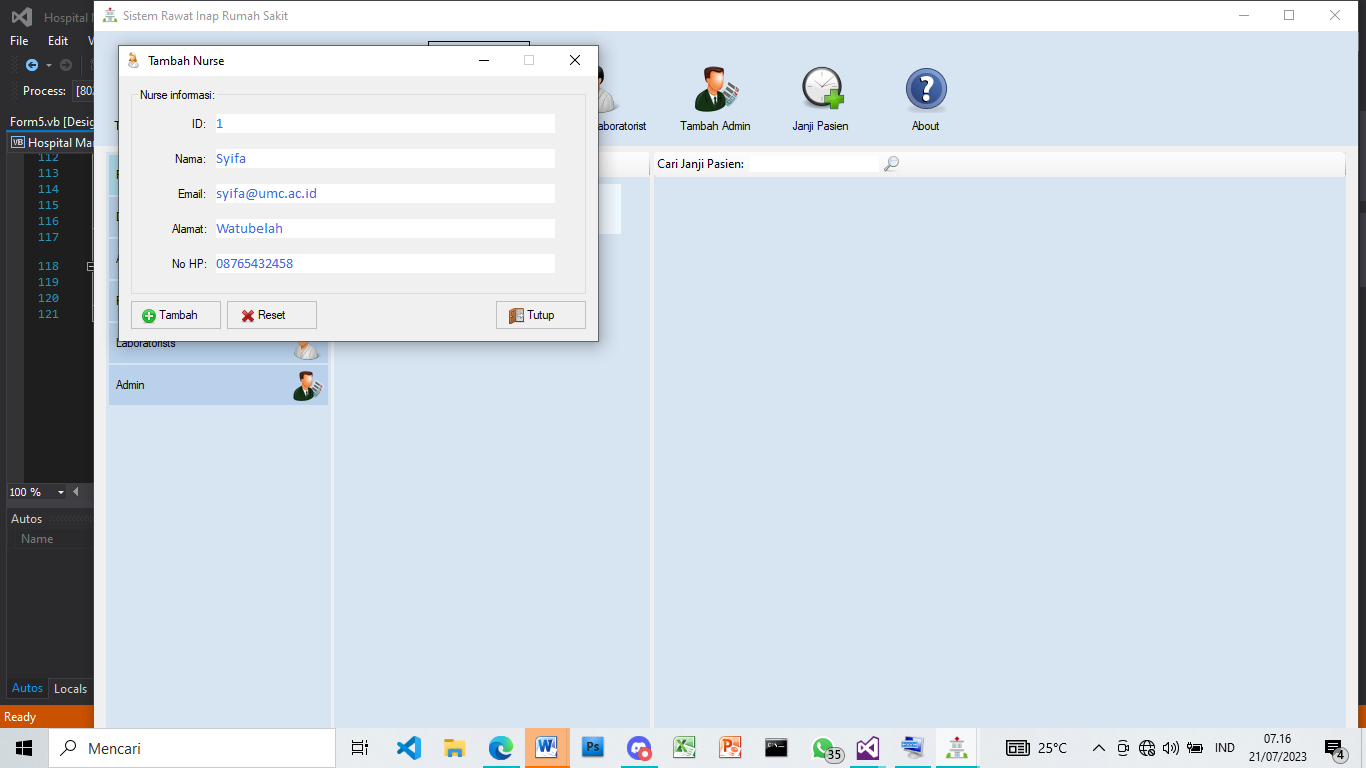 Hospital
Sistem Rawat Inap Rumah Sakit
File Edit
Process:
Form5.vb [Desig
Hospital Mar
112
113
114
115
116
117
118
119
120
121
100 %
Autos
Name
Autos Locals
Ready
Tambah Nurse
Nurse informasi:
ID: 1
Nama: Syifa
Email: syifa@umc.ac.id
Alamat: Watubelah
No HP: 08765432458
Tambah Reset Tutup
Tambah Admin
Janji Pasien
About
Cari Janji Pasien:
Laboratorists
Admin
Mencari
35
25°C
IND
07.16
21/07/2023
4